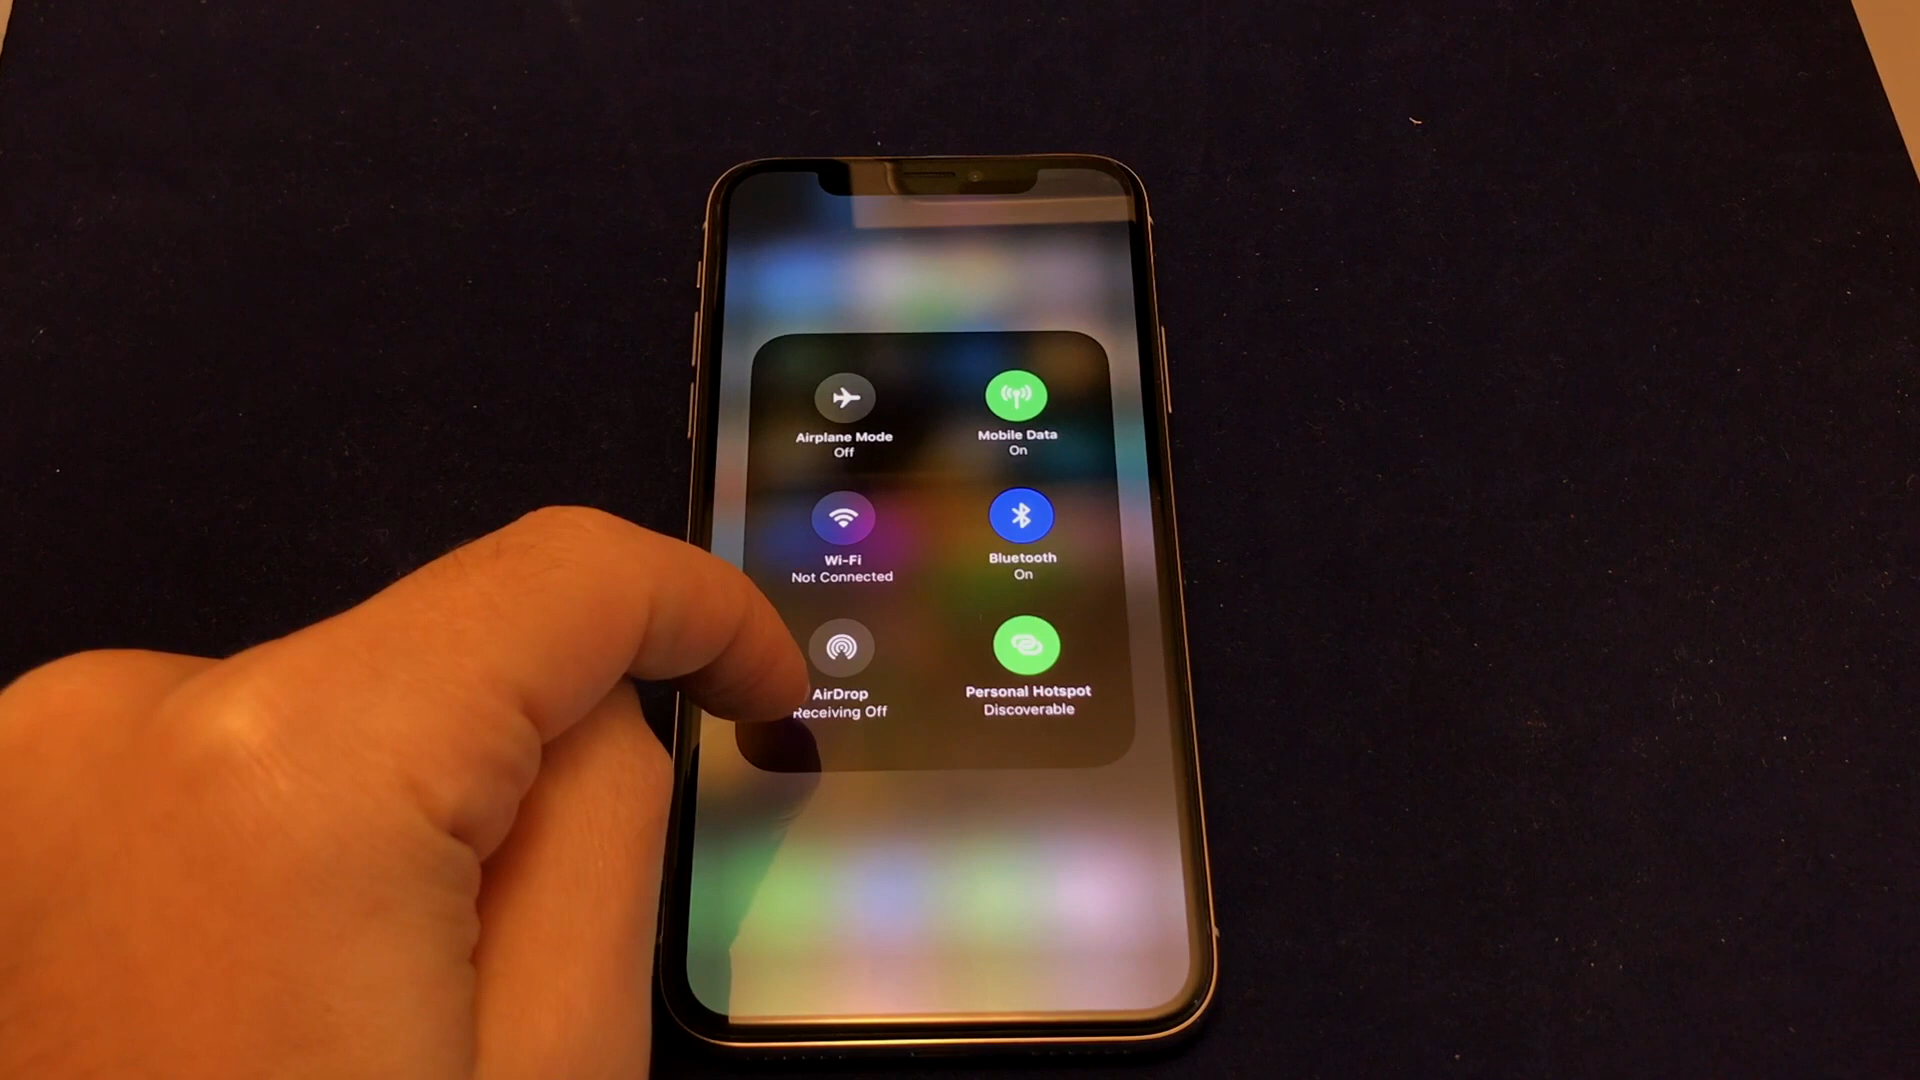 Airplane Mode
Off
Mobile Data
On
Wi-Fi
Not Connected
Bluetooth
On
AirDrop
Receiving Off
Personal Hotspot
Discoverable